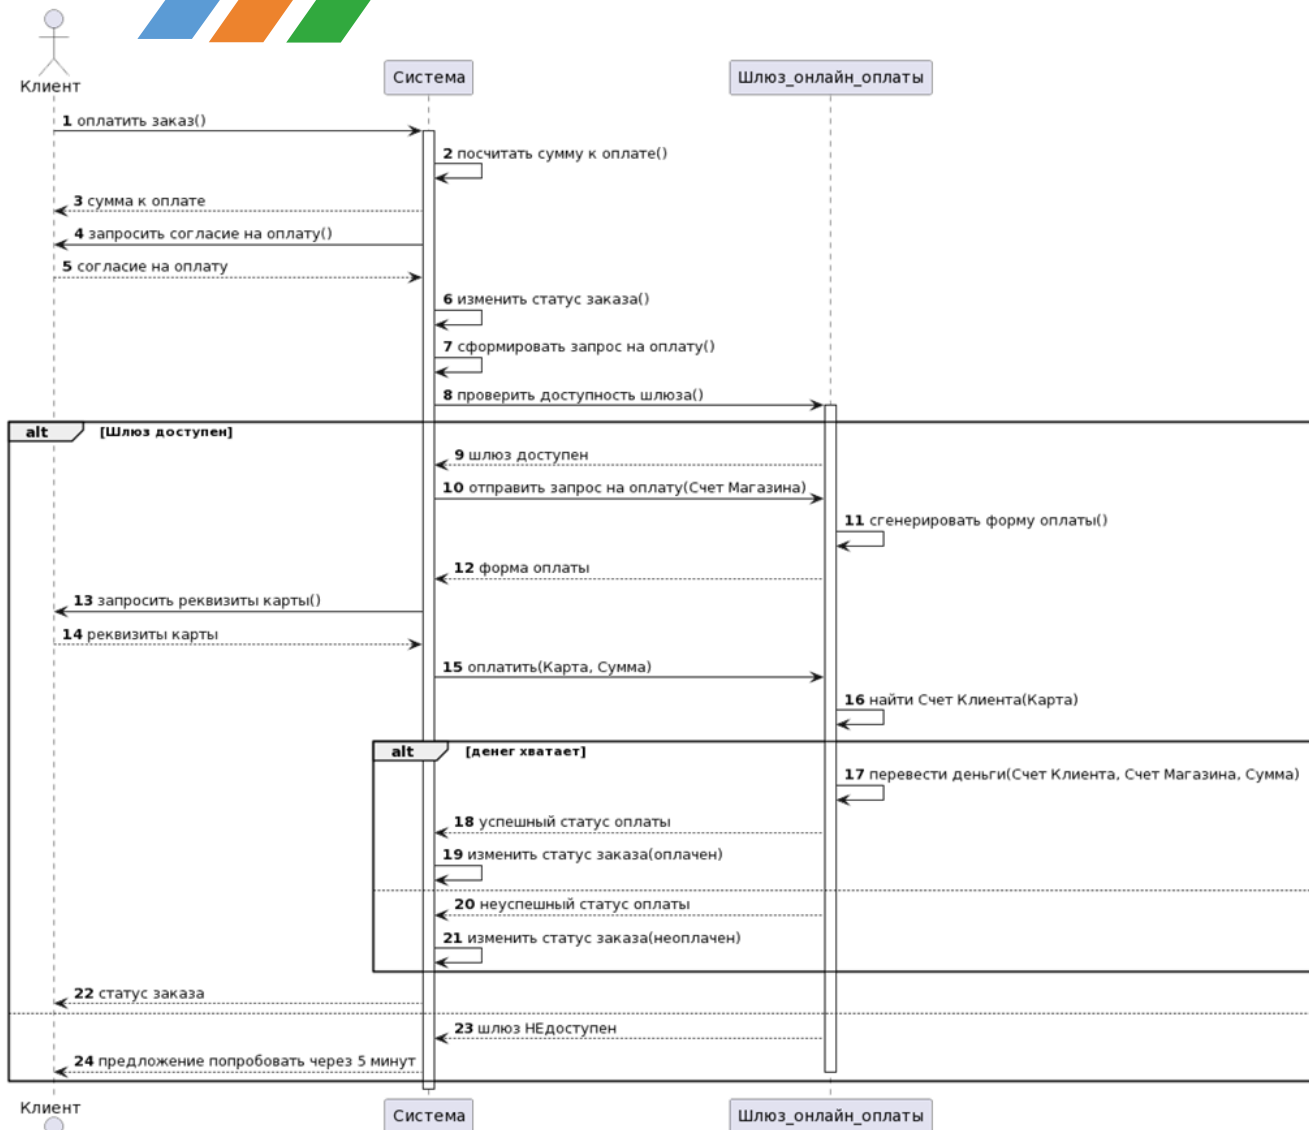 Клиент
Система
Шлюз_онлайн_оплаты
1 оплатить заказ()
2 посчитать сумму к оплате()
3 сумма к оплате
4 запросить согласие на оплату()
5 согласие на оплату
6 изменить статус заказа()
7 сформировать запрос на оплату()
8 проверить доступность шлюза()
alt [Шлюз доступен]
9 шлюз доступен
10 отправить запрос на оплату(Счет Магазина)
11 сгенерировать форму оплаты()
12 форма оплаты
13 запросить реквизиты карты()
14 реквизиты карты
15 оплатить(Карта, Сумма)
16 найти Счет Клиента(Карта)
alt [денег хватает]
17 перевести деньги(Счет Клиента, Счет Магазина, Сумма)
18 успешный статус оплаты
19 изменить статус заказа(оплачен)
20 неуспешный статус оплаты
21 изменить статус заказа(неоплачен)
22 статус заказа
23 шлюз НЕдоступен
24 предложение попробовать через 5 минут
Клиент
Система
Шлюз_онлайн_оплаты